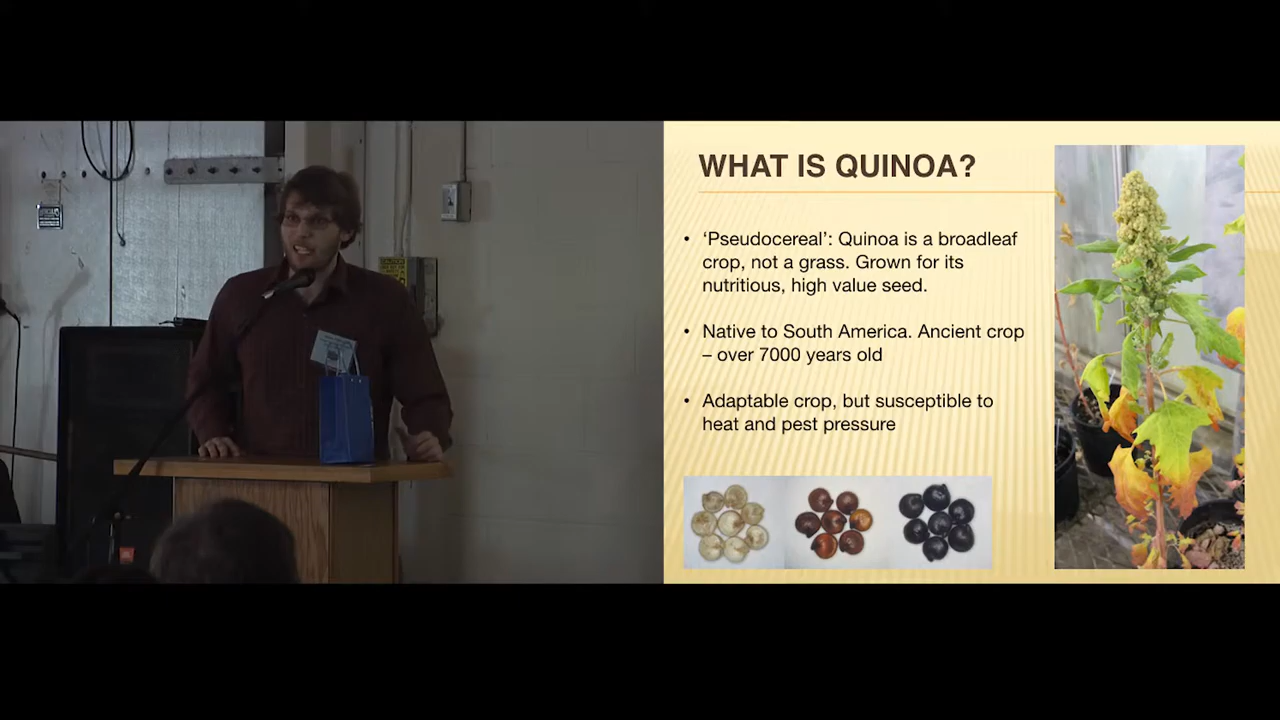 WHAT IS QUINOA?
• ‘Pseudocereal’: Quinoa is a broadleaf
crop, not a grass. Grown for its
nutritious, high value seed.
• Native to South America. Ancient crop
– over 7000 years old
• Adaptable crop, but susceptible to
heat and pest pressure
CAUTION